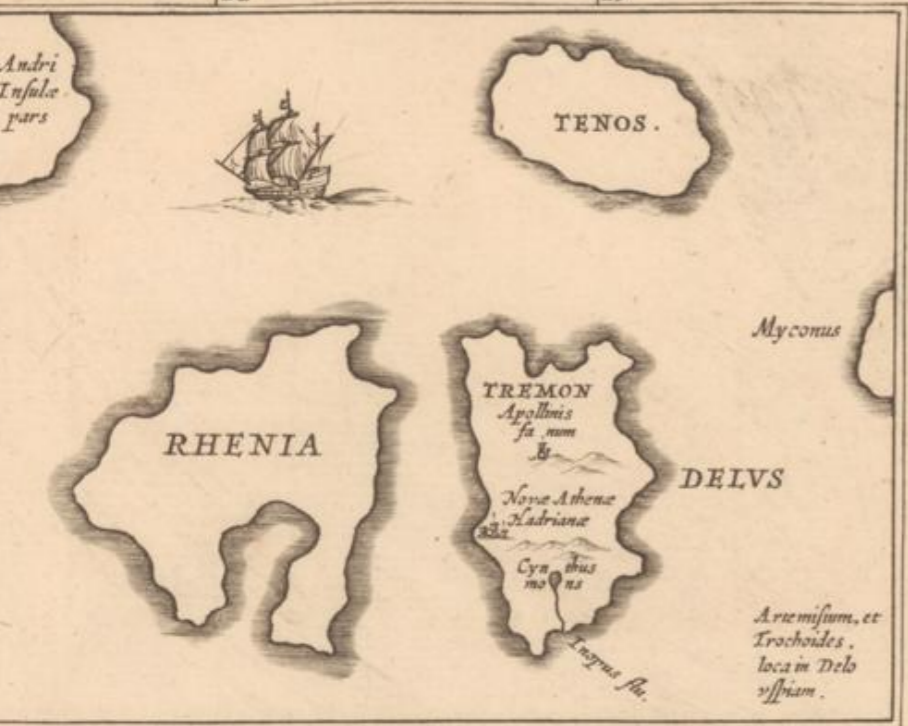 Andri
Insulæ
pars
TENOS.
Myconus
RHENIA
TREMON
Apollinis
fa num
DELVS
Novæ Athenæ
Hadrianæ
Cyn thus
mo ns
Inopus flu.
Artemisium, et
Trochoides,
loca in Delo
uspiam.